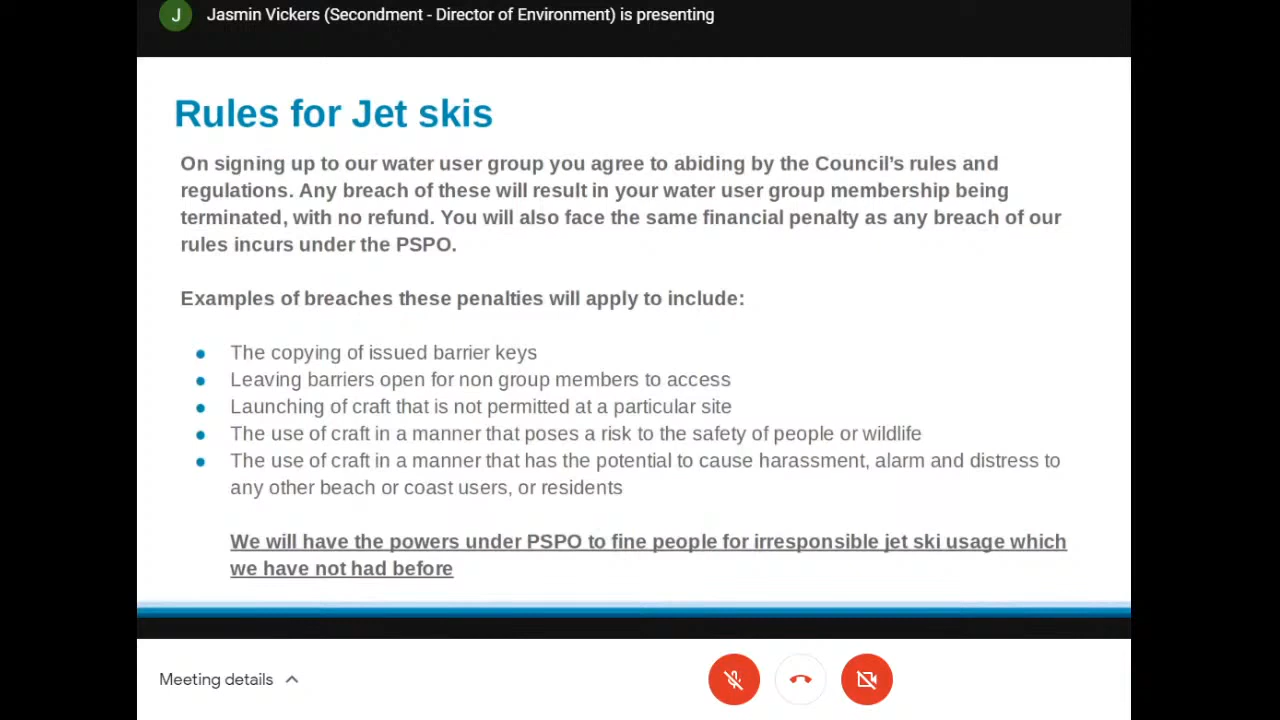 J
Jasmin Vickers (Secondment - Director of Environment) is presenting
Rules for Jet skis
On signing up to our water user group you agree to abiding by the Council’s rules and
regulations. Any breach of these will result in your water user group membership being
terminated, with no refund. You will also face the same financial penalty as any breach of our
rules incurs under the PSPO.
Examples of breaches these penalties will apply to include:
The copying of issued barrier keys
Leaving barriers open for non group members to access
Launching of craft that is not permitted at a particular site
The use of craft in a manner that poses a risk to the safety of people or wildlife
The use of craft in a manner that has the potential to cause harassment, alarm and distress to
any other beach or coast users, or residents
We will have the powers under PSPO to fine people for irresponsible jet ski usage which
we have not had before
Meeting details